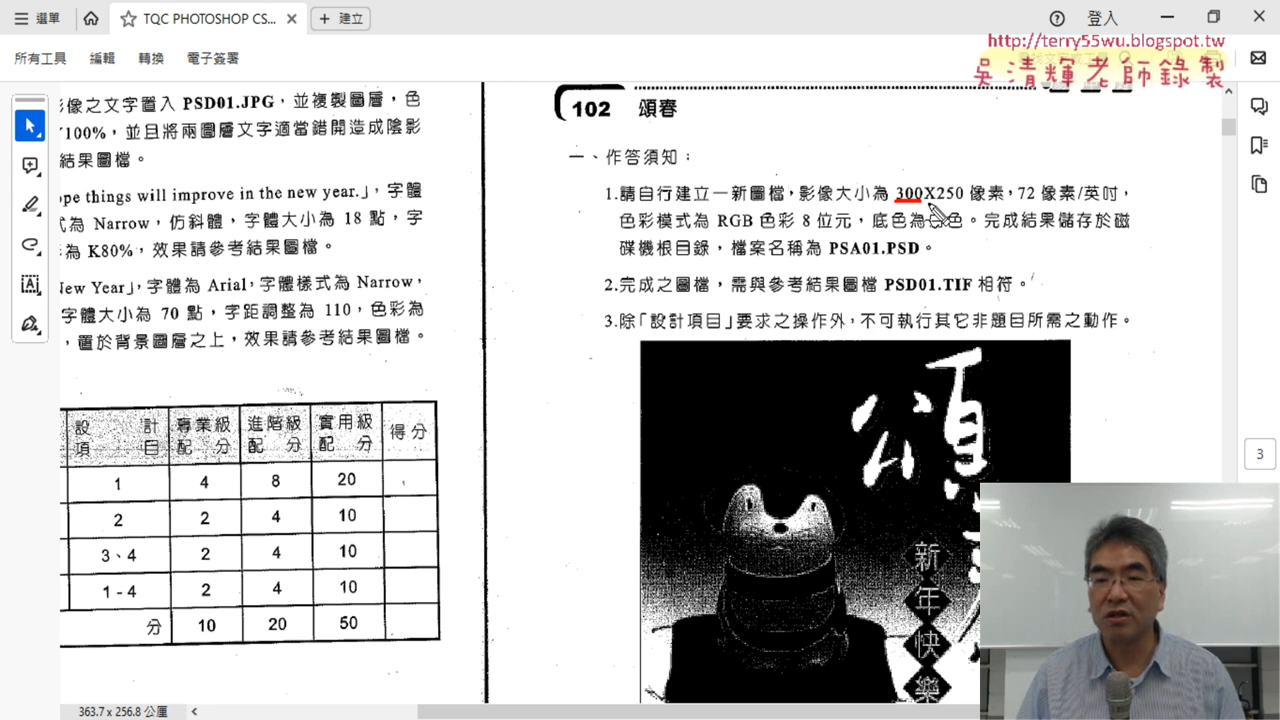 選單
TQC PHOTOSHOP CS...
建立
登入
http://terry55wu.blogspot.tw
吳清輝老師錄製
所有工具
編輯
轉換
電子簽署
影像之文字置入 PSD01.JPG，並複製圖層，色
100%，並且將兩圖層文字適當錯開造成陰影
結果圖檔。
ope things will improve in the new year.」，字體
式為 Narrow，仿斜體，字體大小為 18 點，字
彩為 K80%，效果請參考結果圖檔。
New Year」，字體為 Arial，字體樣式為 Narrow，
字體大小為 70 點，字距調整為 110，色彩為
，置於背景圖層之上，效果請參考結果圖檔。
設計項目 專業級配分 進階級配分 實用級配分 得分
1 4 8 20
2 2 4 10
3、4 2 4 10
1-4 2 4 10
分 10 20 50
102 頌春
一、作答須知：
1.請自行建立一新圖檔，影像大小為 300X250 像素，72 像素/英吋，
色彩模式為 RGB 色彩 8 位元，底色為色。完成結果儲存於磁
碟機根目錄，檔案名稱為 PSA01.PSD。
2.完成之圖檔，需與參考結果圖檔 PSD01.TIF 相符。
3.除「設計項目」要求之操作外，不可執行其它非題目所需之動作。
頌
新年快樂
3
363.7 x 256.8 公厘